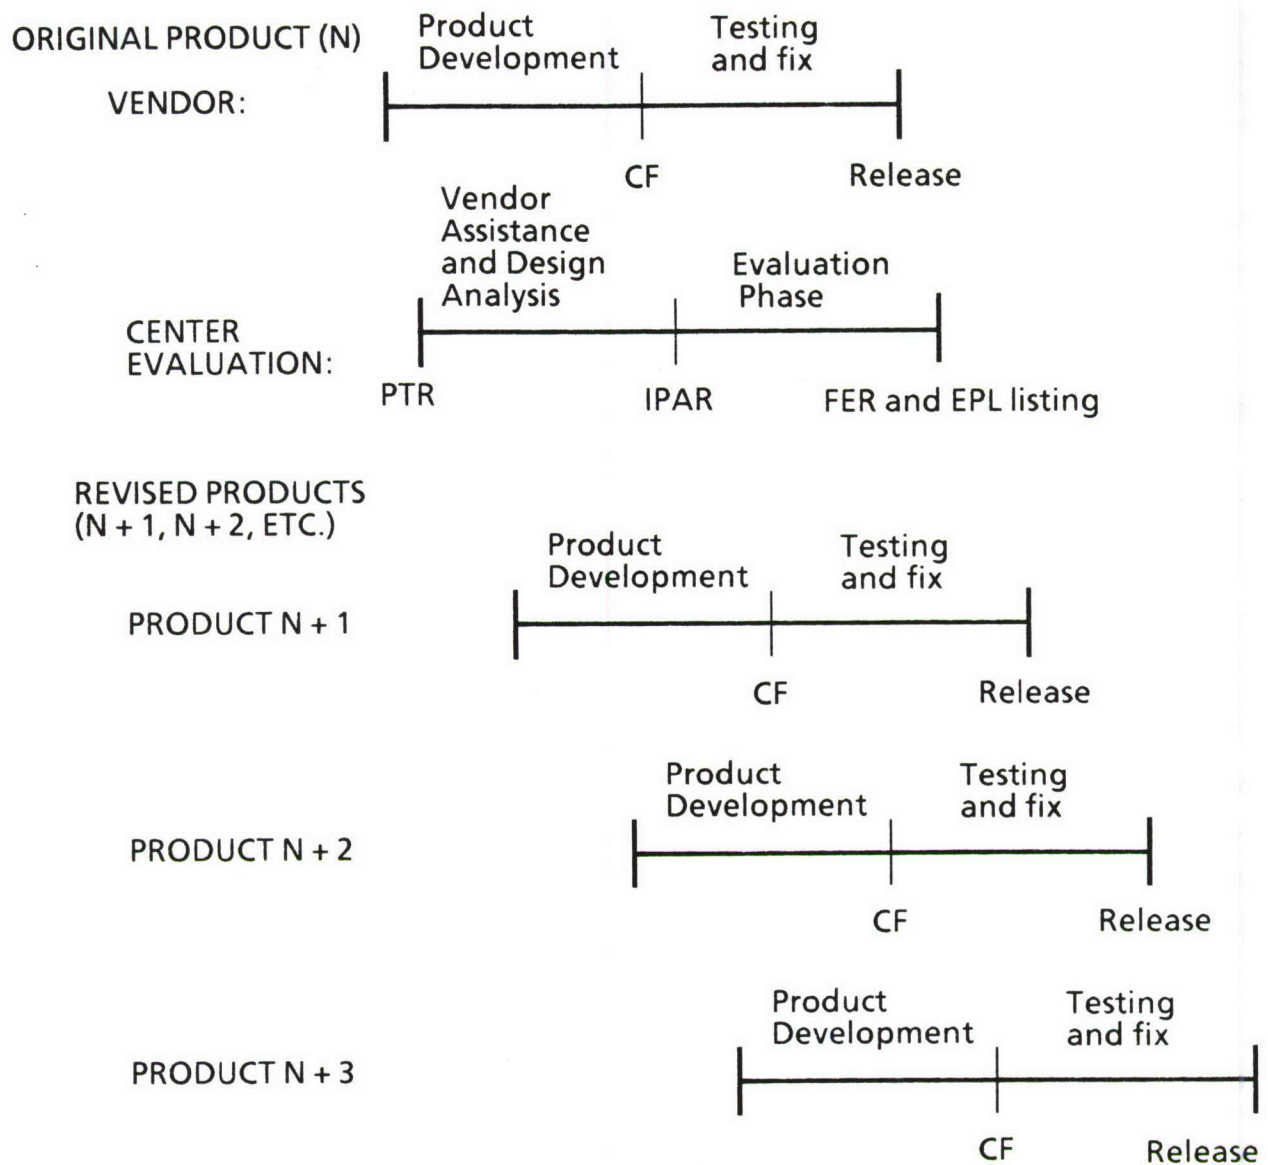 ORIGINAL PRODUCT (N)
Product
Development
Testing
and fix
VENDOR:
CF
Release
Vendor
Assistance
and Design
Analysis
Evaluation
Phase
CENTER
EVALUATION:
PTR
IPAR
FER and EPL listing
REVISED PRODUCTS
(N + 1, N + 2, ETC.)
Product
Development
Testing
and fix
PRODUCT N + 1
CF
Release
Product
Development
Testing
and fix
PRODUCT N + 2
CF
Release
Product
Development
Testing
and fix
PRODUCT N + 3
CF
Release